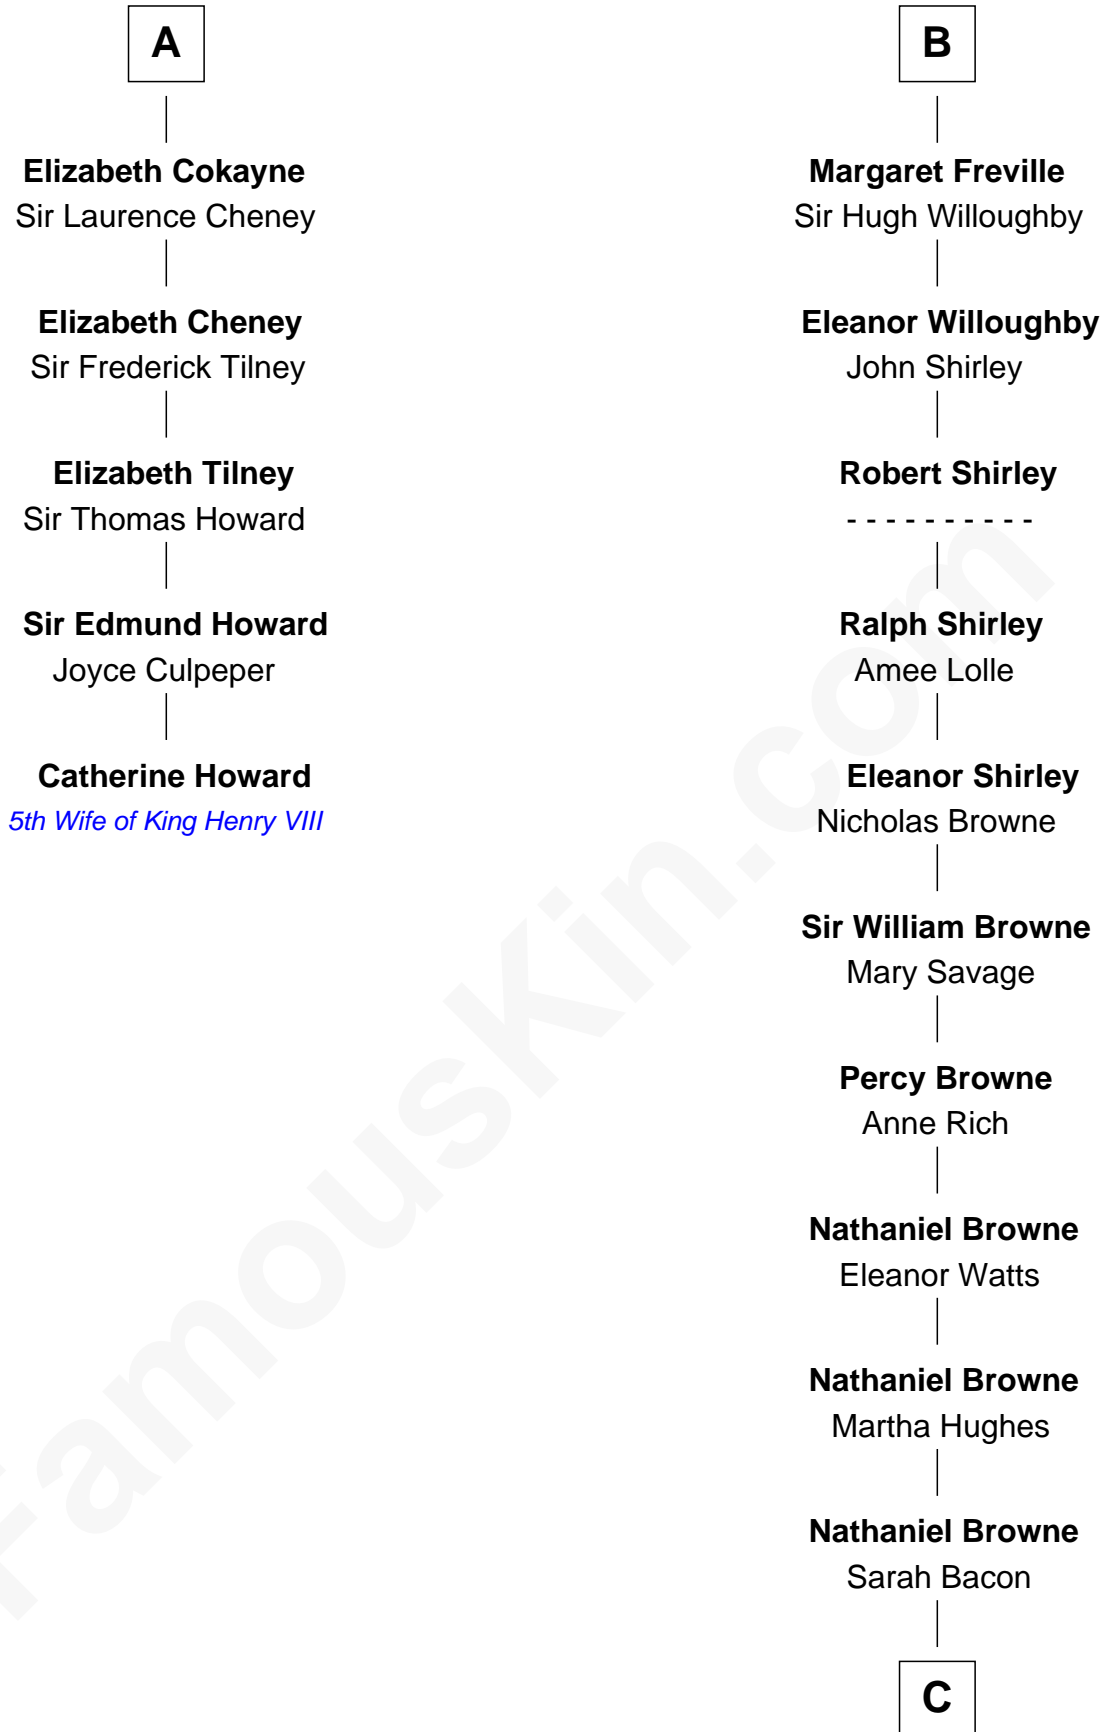 A
Elizabeth Cokayne
Sir Laurence Cheney
Elizabeth Cheney
Sir Frederick Tilney
Elizabeth Tilney
Sir Thomas Howard
Sir Edmund Howard
Joyce Culpeper
Catherine Howard
5th Wife of King Henry VIII
B
Margaret Freville
Sir Hugh Willoughby
Eleanor Willoughby
John Shirley
Robert Shirley
- - - - - - - - - -
Ralph Shirley
Amee Lolle
Eleanor Shirley
Nicholas Browne
Sir William Browne
Mary Savage
Percy Browne
Anne Rich
Nathaniel Browne
Eleanor Watts
Nathaniel Browne
Martha Hughes
Nathaniel Browne
Sarah Bacon
C
FamousKin.com